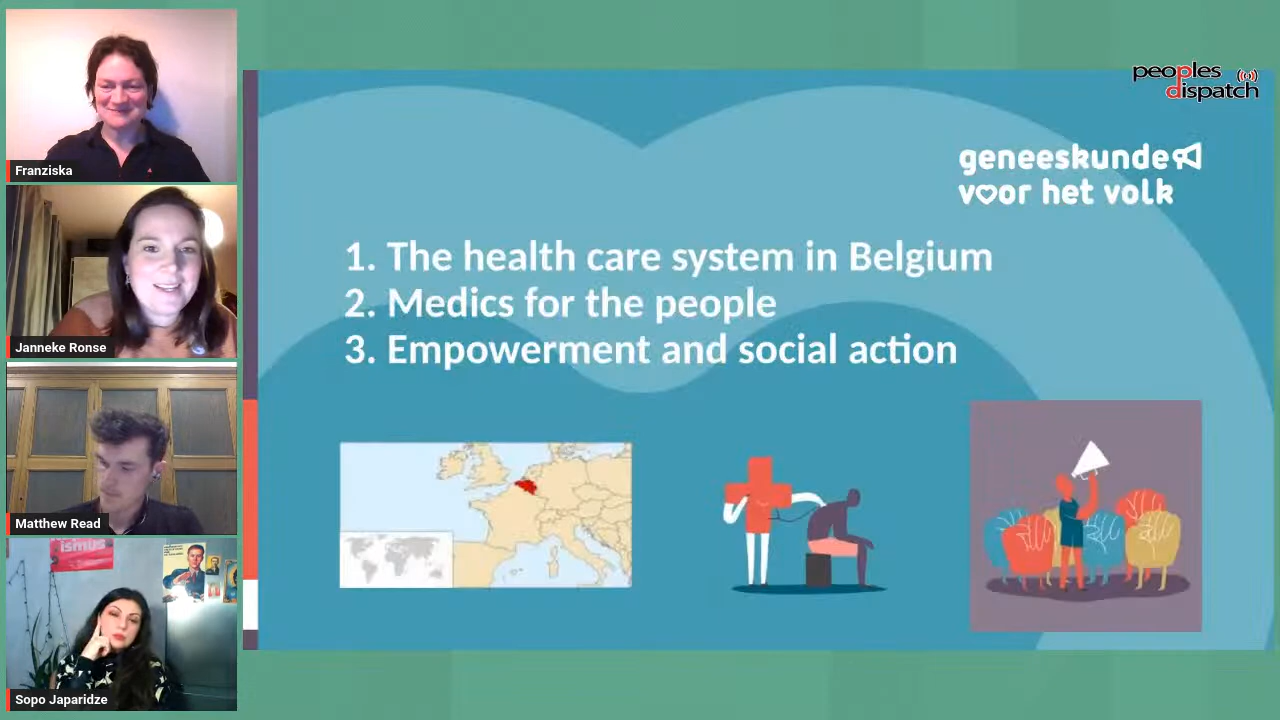 Franziska
Janneke Ronse
Matthew Read
ismus
Sopo Japaridze
peoples
dispatch
geneeskunde
voor het volk
1. The health care system in Belgium
2. Medics for the people
3. Empowerment and social action